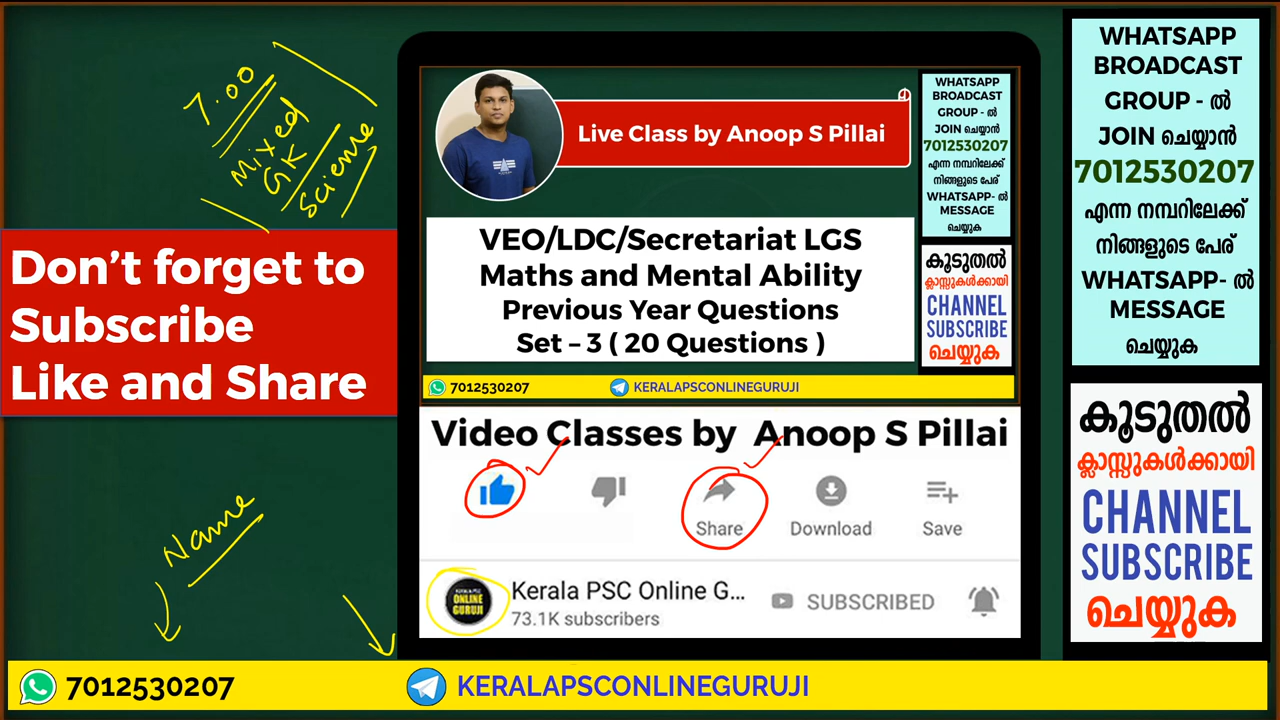 7.00
Mixed
GK
Science
Don't forget to
Subscribe
Like and Share
Name
Live Class by Anoop S Pillai
VEO/LDC/Secretariat LGS
Maths and Mental Ability
Previous Year Questions
Set – 3 ( 20 Questions )
WHATSAPP
BROADCAST
GROUP - ൽ
JOIN ചെയ്യാൻ
7012530207
എന്ന നമ്പറിലേക്ക്
നിങ്ങളുടെ പേര്
WHATSAPP- ൽ
MESSAGE
ചെയ്യുക
കൂടുതൽ
ക്ലാസ്സുകൾക്കായി
CHANNEL
SUBSCRIBE
ചെയ്യുക
7012530207 KERALAPSCONLINEGURUJI
Video Classes by Anoop S Pillai
Share Download Save
KERALA PSC
ONLINE
GURUJI
Kerala PSC Online G...
73.1K subscribers
SUBSCRIBED
WHATSAPP
BROADCAST
GROUP - ൽ
JOIN ചെയ്യാൻ
7012530207
എന്ന നമ്പറിലേക്ക്
നിങ്ങളുടെ പേര്
WHATSAPP- ൽ
MESSAGE
ചെയ്യുക
കൂടുതൽ
ക്ലാസ്സുകൾക്കായി
CHANNEL
SUBSCRIBE
ചെയ്യുക
7012530207 KERALAPSCONLINEGURUJI